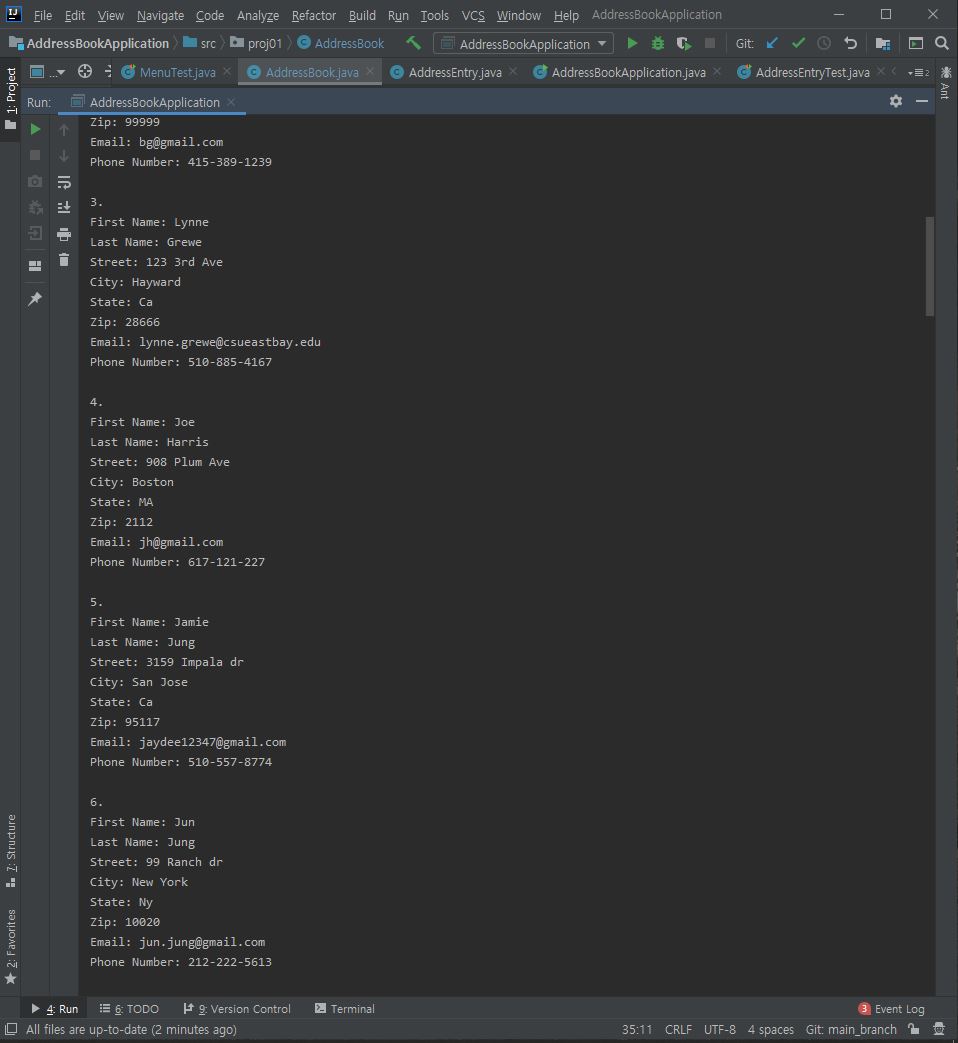 File Edit View Navigate Code Analyze Refactor Build Run Tools VCS Window Help AddressBookApplication
AddressBookApplication src proj01 AddressBook AddressBookApplication Git:
... MenuTest.java AddressBook.java AddressEntry.java AddressBookApplication.java AddressEntryTest.java 2
1: Project
Ant
Run: AddressBookApplication
Zip: 99999
Email: bg@gmail.com
Phone Number: 415-389-1239
3.
First Name: Lynne
Last Name: Grewe
Street: 123 3rd Ave
City: Hayward
State: Ca
Zip: 28666
Email: lynne.grewe@csueastbay.edu
Phone Number: 510-885-4167
4.
First Name: Joe
Last Name: Harris
Street: 908 Plum Ave
City: Boston
State: MA
Zip: 2112
Email: jh@gmail.com
Phone Number: 617-121-227
5.
First Name: Jamie
Last Name: Jung
Street: 3159 Impala dr
City: San Jose
State: Ca
Zip: 95117
Email: jaydee12347@gmail.com
Phone Number: 510-557-8774
6.
First Name: Jun
Last Name: Jung
Street: 99 Ranch dr
City: New York
State: Ny
Zip: 10020
Email: jun.jung@gmail.com
Phone Number: 212-222-5613
7: Structure
2: Favorites
4: Run 6: TODO 9: Version Control Terminal 3 Event Log
All files are up-to-date (2 minutes ago) 35:11 CRLF UTF-8 4 spaces Git: main_branch